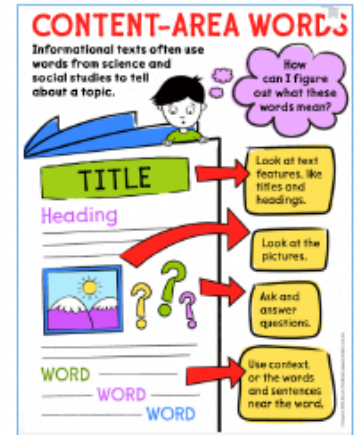 CONTENT-AREA WORDS
Informational texts often use
words from science and
social studies to tell
about a topic.
How
can I figure
out what these
words mean?
TITLE
Heading
Look at text
features, like
titles and
headings.
Look at the
pictures.
???
Ask and
answer
questions.
WORD
WORD
WORD
Use context,
or the words
and sentences
near the word.